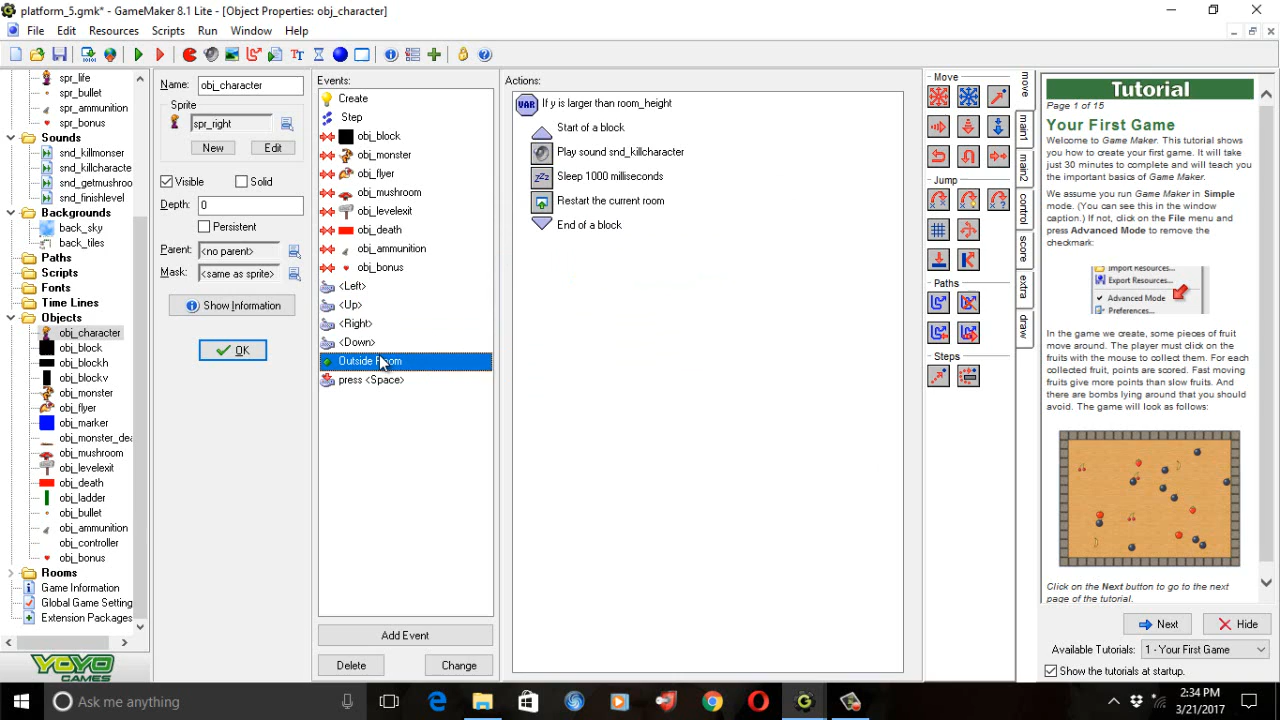 platform_5.gmk* - GameMaker 8.1 Lite - [Object Properties: obj_character]
File Edit Resources Scripts Run Window Help
spr_life
spr_bullet
spr_ammunition
spr_bonus
Sounds
snd_killmonser
snd_killcharacte
snd_getmushroo
snd_finishlevel
Backgrounds
back_sky
back_tiles
Paths
Scripts
Fonts
Time Lines
Objects
obj_character
obj_block
obj_blockh
obj_blockv
obj_monster
obj_flyer
obj_marker
obj_monster_dea
obj_mushroom
obj_levelexit
obj_death
obj_ladder
obj_bullet
obj_ammunition
obj_controller
obj_bonus
Rooms
Game Information
Global Game Setting
Extension Packages
YOYO
GAMES
Name: obj_character
Sprite
spr_right
New Edit
Visible Solid
Depth: 0
Persistent
Parent: <no parent>
Mask: <same as sprite>
Show Information
OK
Events:
Create
Step
obj_block
obj_monster
obj_flyer
obj_mushroom
obj_levelexit
obj_death
obj_ammunition
obj_bonus
<Left>
<Up>
<Right>
<Down>
Outside Room
press <Space>
Add Event
Delete Change
Actions:
VAR If y is larger than room_height
Start of a block
Play sound snd_killcharacter
Sleep 1000 milliseconds
Restart the current room
End of a block
Move
Jump
Paths
Steps
move
main1
main2
control
score
extra
draw
Tutorial
Page 1 of 15
Your First Game
Welcome to Game Maker. This tutorial
shows you how to create your first game. It will take
just 30 minutes to complete and will teach you
the important basics of Game Maker.
We assume you run Game Maker in Simple
mode. (You can see this in the window
caption.) If not, click on the File menu and
press Advanced Mode to remove the
checkmark:
Import Resources...
Export Resources...
Advanced Mode
Preferences...
In the game we create, some pieces of fruit
move around. The player must click on the
fruits with the mouse to collect them. For each
collected fruit, points are scored. Fast moving
fruits give more points than slow fruits. And
there are bombs lying around that you should
avoid. The game will look as follows:
Click on the Next button to go to the next
page of the tutorial.
Next Hide
Available Tutorials: 1 - Your First Game
Show the tutorials at startup.
Ask me anything
2:34 PM
3/21/2017